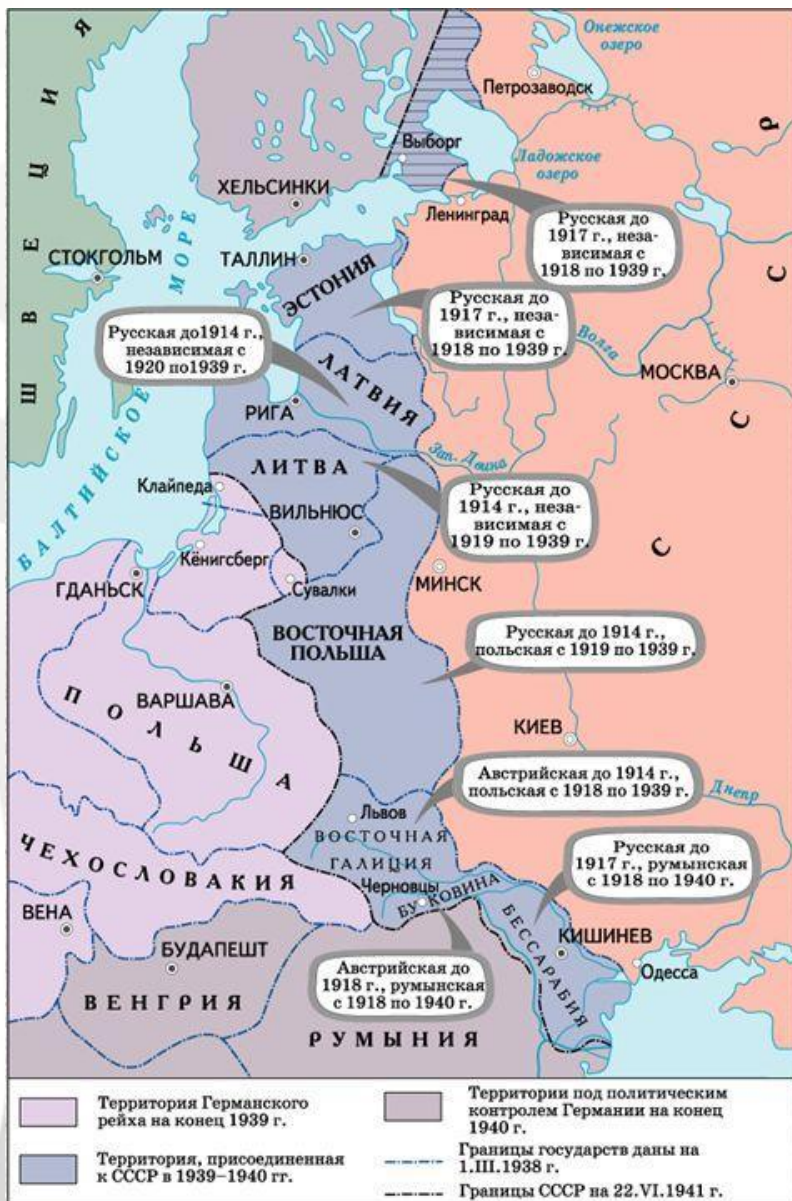 Онежское
озеро
Петрозаводск
ШВЕЦИЯ
СССР
Выборг
Ладожское
озеро
ХЕЛЬСИНКИ
Ленинград
Русская до
1917 г., неза-
висимая с
1918 по 1939 г.
СТОКГОЛЬМ
БАЛТИЙСКОЕ МОРЕ
ТАЛЛИН
ЭСТОНИЯ
Русская до
1917 г., неза-
висимая с
1918 по 1939 г.
Русская до1914 г.,
независимая с
1920 по1939 г.
Волга
МОСКВА
ЛАТВИЯ
РИГА
Зап. Двина
ЛИТВА
Клайпеда
ВИЛЬНЮС
Русская до
1914 г., неза-
висимая с
1919 по 1939 г.
Кёнигсберг
ГДАНЬСК
Сувалки
МИНСК
ВОСТОЧНАЯ
ПОЛЬША
Русская до 1914 г.,
польская с 1919 по 1939 г.
ВАРШАВА
ПОЛЬША
КИЕВ
Австрийская до 1914 г.,
польская с 1918 по 1939 г.
Днепр
Львов
ВОСТОЧНАЯ
ГАЛИЦИЯ
ЧЕХОСЛОВАКИЯ
Русская до
1917 г., румынская
с 1918 по 1940 г.
Черновцы
БУКОВИНА
ВЕНА
БУДАПЕШТ
БЕССАРАБИЯ
КИШИНЕВ
Одесса
Австрийская до
1918 г., румынская
с 1918 по 1940 г.
ВЕНГРИЯ
РУМЫНИЯ
Территория Германского
рейха на конец 1939 г.
Территория, присоединенная
к СССР в 1939–1940 гг.
Территории под политическим
контролем Германии на конец
1940 г.
Границы государств даны на
1.III.1938 г.
Границы СССР на 22.VI.1941 г.